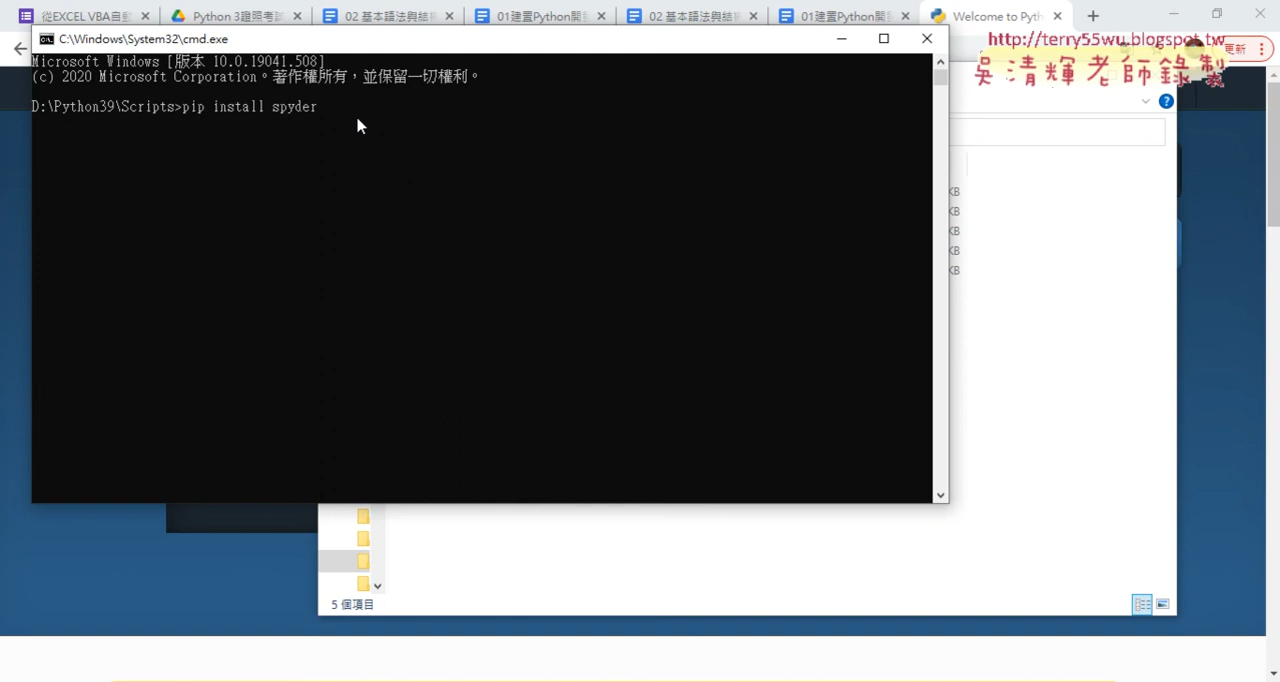 從EXCEL VBA自動
Python 3證照考試
02 基本語法與結構
01建置Python開
02 基本語法與結
01建置Python開
Welcome to Pyth
C:\Windows\System32\cmd.exe
http://terry55wu.blogspot.tw
更新
吳清輝老師錄製
Microsoft Windows [版本 10.0.19041.508]
(c) 2020 Microsoft Corporation。著作權所有，並保留一切權利。
D:\Python39\Scripts>pip install spyder
KB
KB
KB
KB
KB
5 個項目